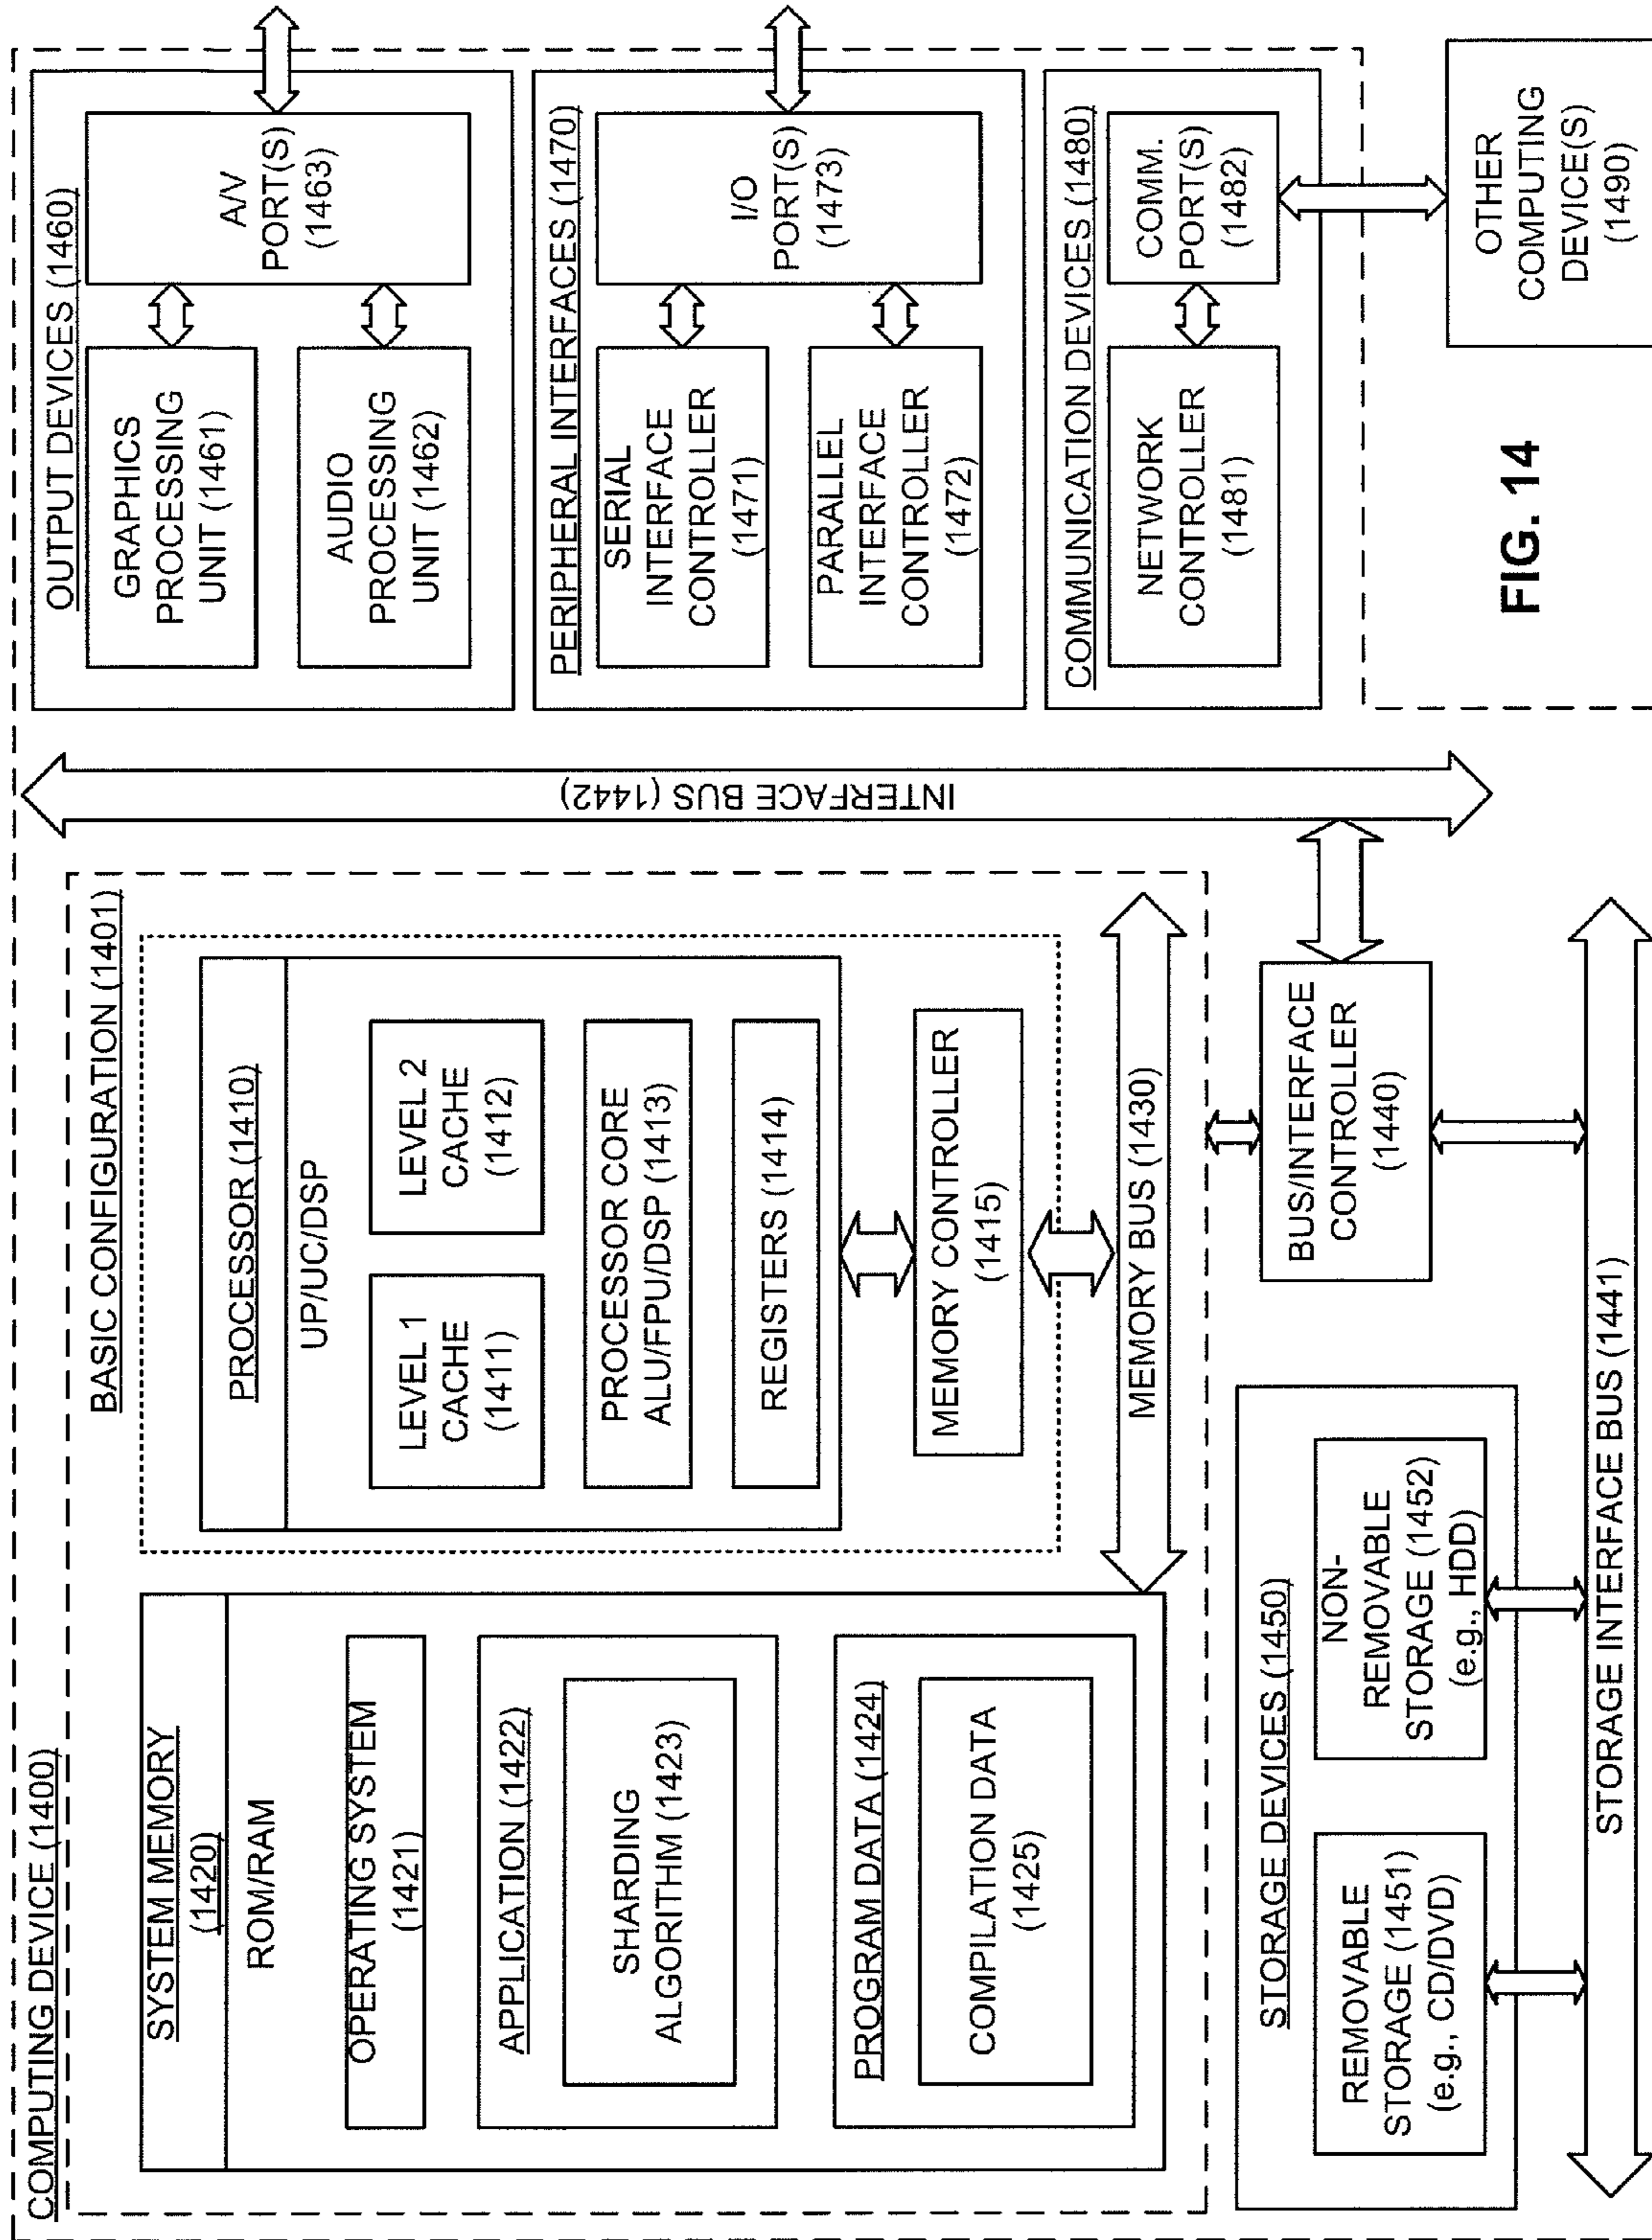 COMPUTING DEVICE (1400)
BASIC CONFIGURATION (1401)
SYSTEM MEMORY
(1420)
ROM/RAM
OPERATING SYSTEM
(1421)
APPLICATION (1422)
SHARDING
ALGORITHM (1423)
PROGRAM DATA (1424)
COMPILATION DATA
(1425)
PROCESSOR (1410)
UP/UC/DSP
LEVEL 1
CACHE
(1411)
LEVEL 2
CACHE
(1412)
PROCESSOR CORE
ALU/FPU/DSP (1413)
REGISTERS (1414)
MEMORY CONTROLLER
(1415)
MEMORY BUS (1430)
BUS/INTERFACE
CONTROLLER
(1440)
STORAGE DEVICES (1450)
REMOVABLE
STORAGE (1451)
(e.g., CD/DVD)
NON-
REMOVABLE
STORAGE (1452)
(e.g., HDD)
STORAGE INTERFACE BUS (1441)
INTERFACE BUS (1442)
OUTPUT DEVICES (1460)
GRAPHICS
PROCESSING
UNIT (1461)
AUDIO
PROCESSING
UNIT (1462)
A/V
PORT(S)
(1463)
PERIPHERAL INTERFACES (1470)
SERIAL
INTERFACE
CONTROLLER
(1471)
PARALLEL
INTERFACE
CONTROLLER
(1472)
I/O
PORT(S)
(1473)
COMMUNICATION DEVICES (1480)
NETWORK
CONTROLLER
(1481)
COMM.
PORT(S)
(1482)
OTHER
COMPUTING
DEVICE(S)
(1490)
FIG. 14